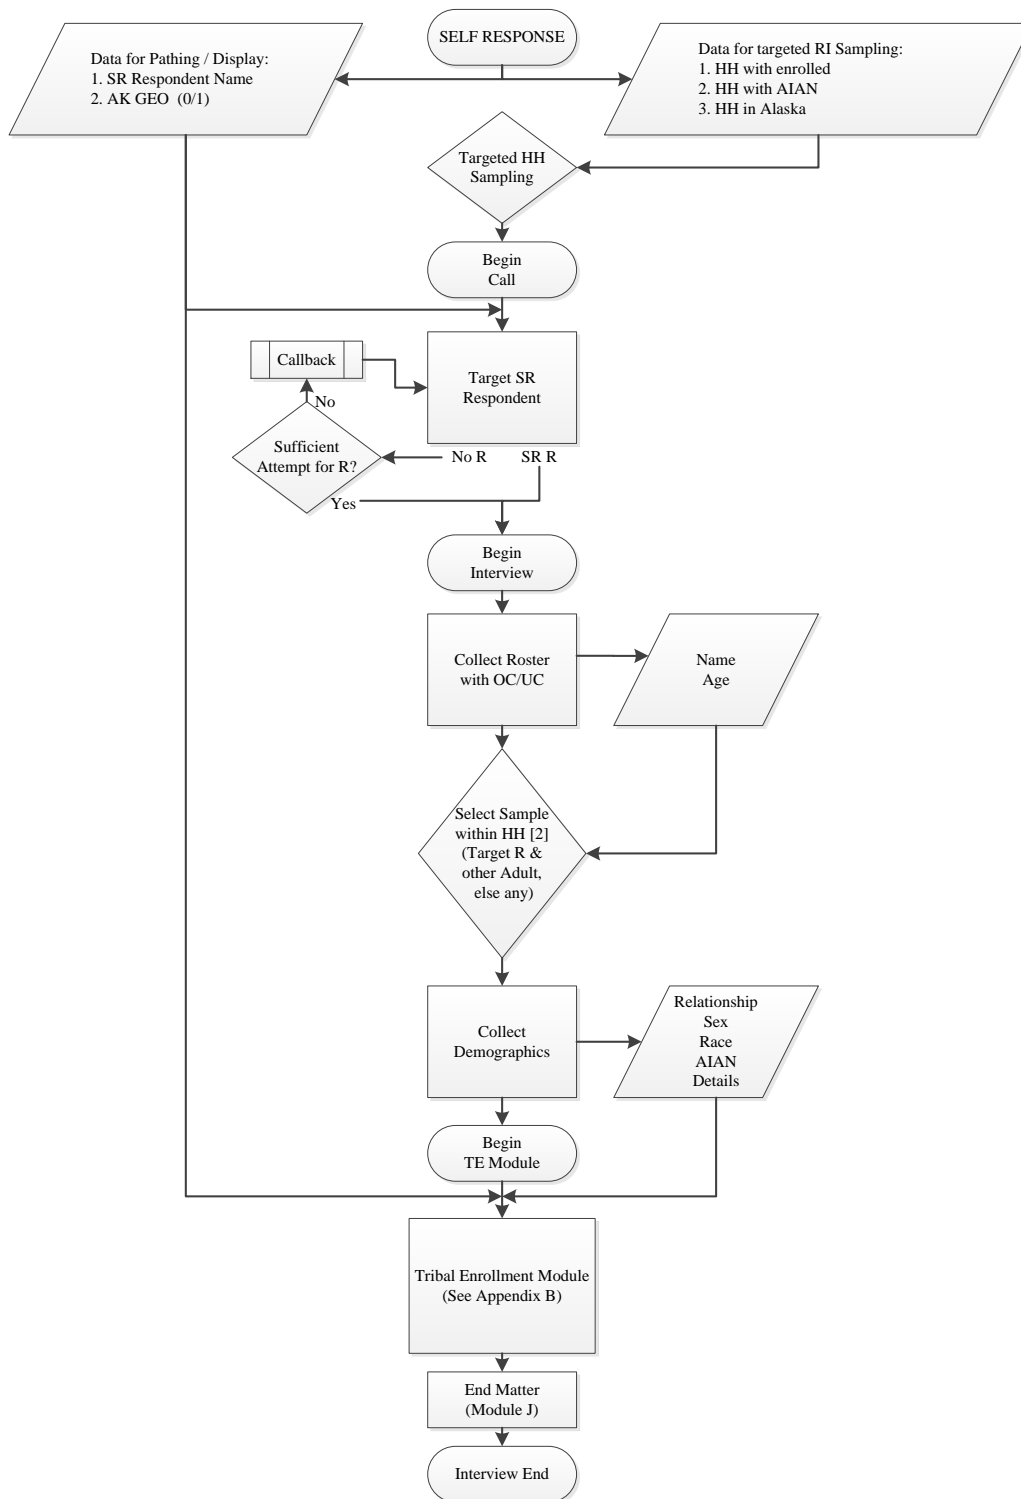 SELF RESPONSE
Data for Pathing / Display:
1. SR Respondent Name
2. AK GEO  (0/1)
Data for targeted RI Sampling:
1. HH with enrolled
2. HH with AIAN
3. HH in Alaska
Targeted HH
Sampling
Begin
Call
Callback
Target SR
Respondent
No
Sufficient
Attempt for R?
No R
SR R
Yes
Begin
Interview
Collect Roster
with OC/UC
Name
Age
Select Sample
within HH [2]
(Target R &
other Adult,
else any)
Collect
Demographics
Relationship
Sex
Race
AIAN
Details
Begin
TE Module
Tribal Enrollment Module
(See Appendix B)
End Matter
(Module J)
Interview End